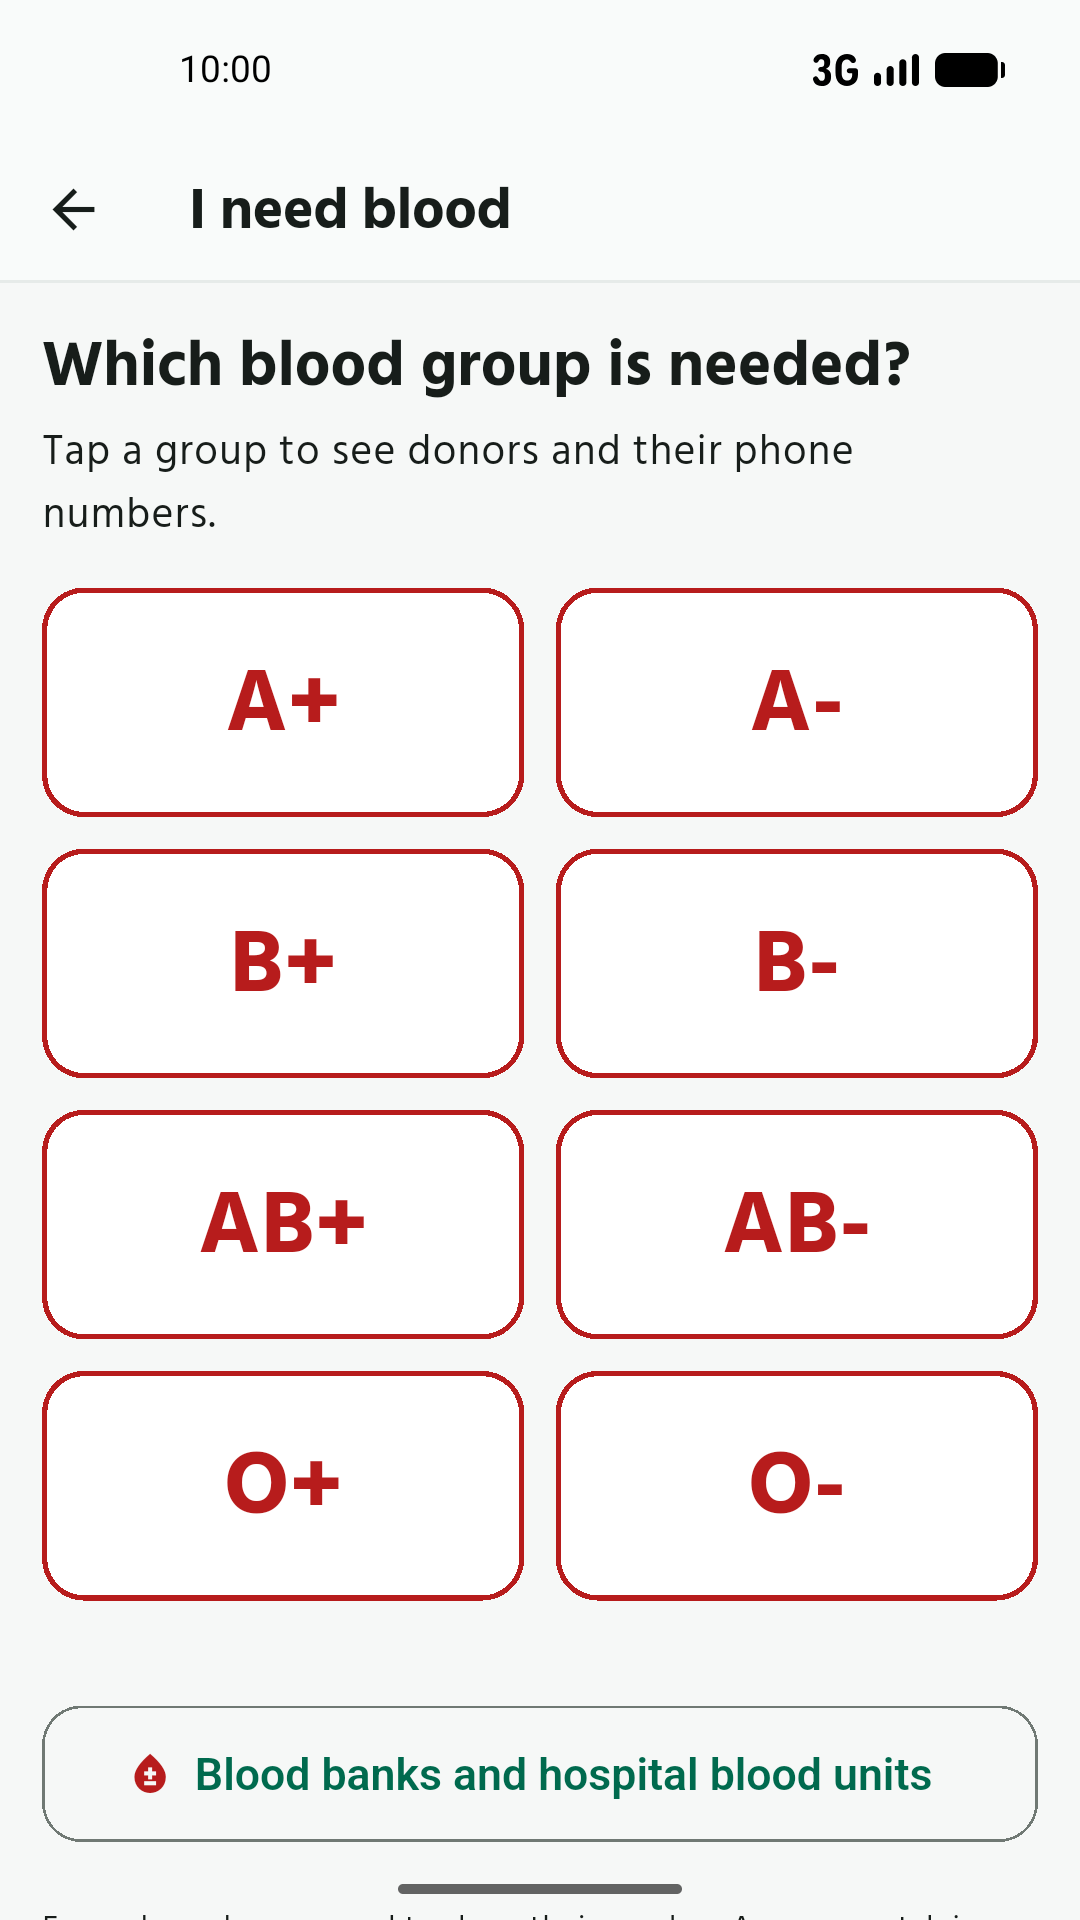 10:00
3G
I need blood
Which blood group is needed?
Tap a group to see donors and their phone
numbers.
A+
A-
B+
B-
AB+
AB-
O+
O-
Blood banks and hospital blood units